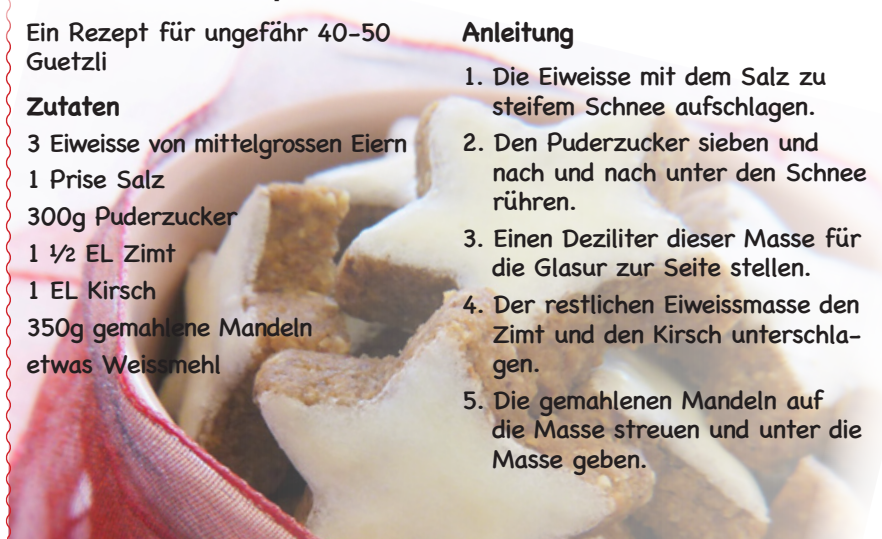 Ein Rezept für ungefähr 40-50
Guetzli
Zutaten
3 Eiweisse von mittelgrossen Eiern
1 Prise Salz
300g Puderzucker
1 ½ EL Zimt
1 EL Kirsch
350g gemahlene Mandeln
etwas Weissmehl
Anleitung
1. Die Eiweisse mit dem Salz zu
steifem Schnee aufschlagen.
2. Den Puderzucker sieben und
nach und nach unter den Schnee
rühren.
3. Einen Deziliter dieser Masse für
die Glasur zur Seite stellen.
4. Der restlichen Eiweissmasse den
Zimt und den Kirsch unterschla-
gen.
5. Die gemahlenen Mandeln auf
die Masse streuen und unter die
Masse geben.